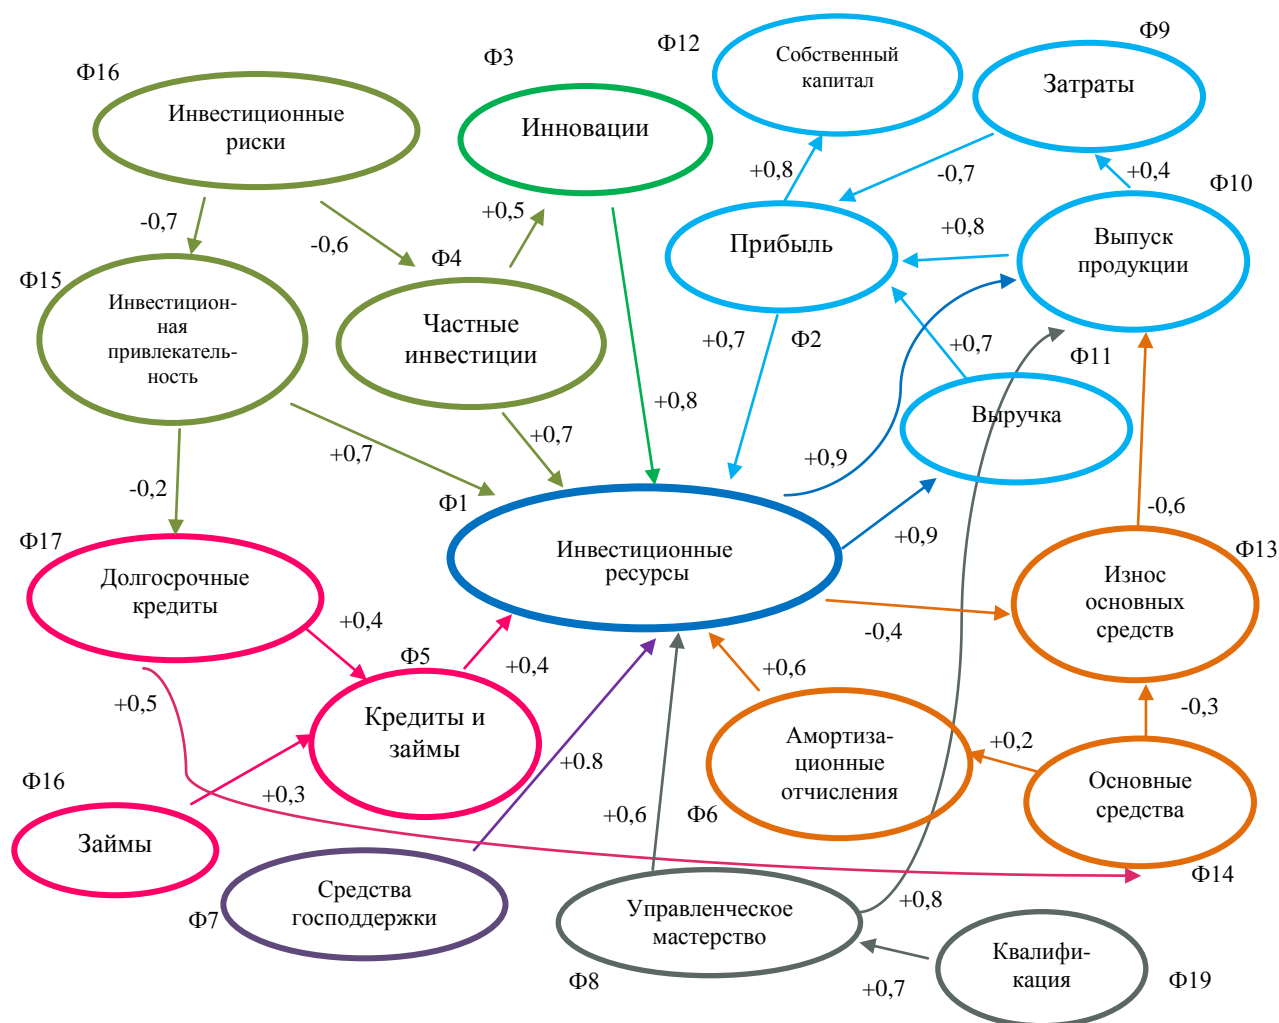 Ф12
Собственный
капитал
Ф9
Затраты
Ф3
Ф16
Инвестиционные
риски
Инновации
+0,8
-0,7
+0,4
Ф10
+0,5
-0,7
-0,6
Прибыль
+0,8
Выпуск
продукции
Ф4
Ф15
Инвестицион-
ная
привлекатель-
ность
Частные
инвестиции
+0,7
Ф2
+0,7
Ф11
+0,8
Выручка
+0,7
+0,7
+0,9
-0,2
Ф1
-0,6
Ф17
+0,9
Ф13
Инвестиционные
ресурсы
Долгосрочные
кредиты
Износ
основных
средств
+0,4
-0,4
Ф5
+0,4
+0,6
+0,5
-0,3
Кредиты и
займы
Амортиза-
ционные
отчисления
+0,2
+0.8
Ф16
Основные
средства
+0,3
+0,6
Ф6
Займы
Ф14
Средства
господдержки
Ф7
Управленческое
мастерство
+0,8
Ф8
Квалифи-
кация
+0,7
Ф19